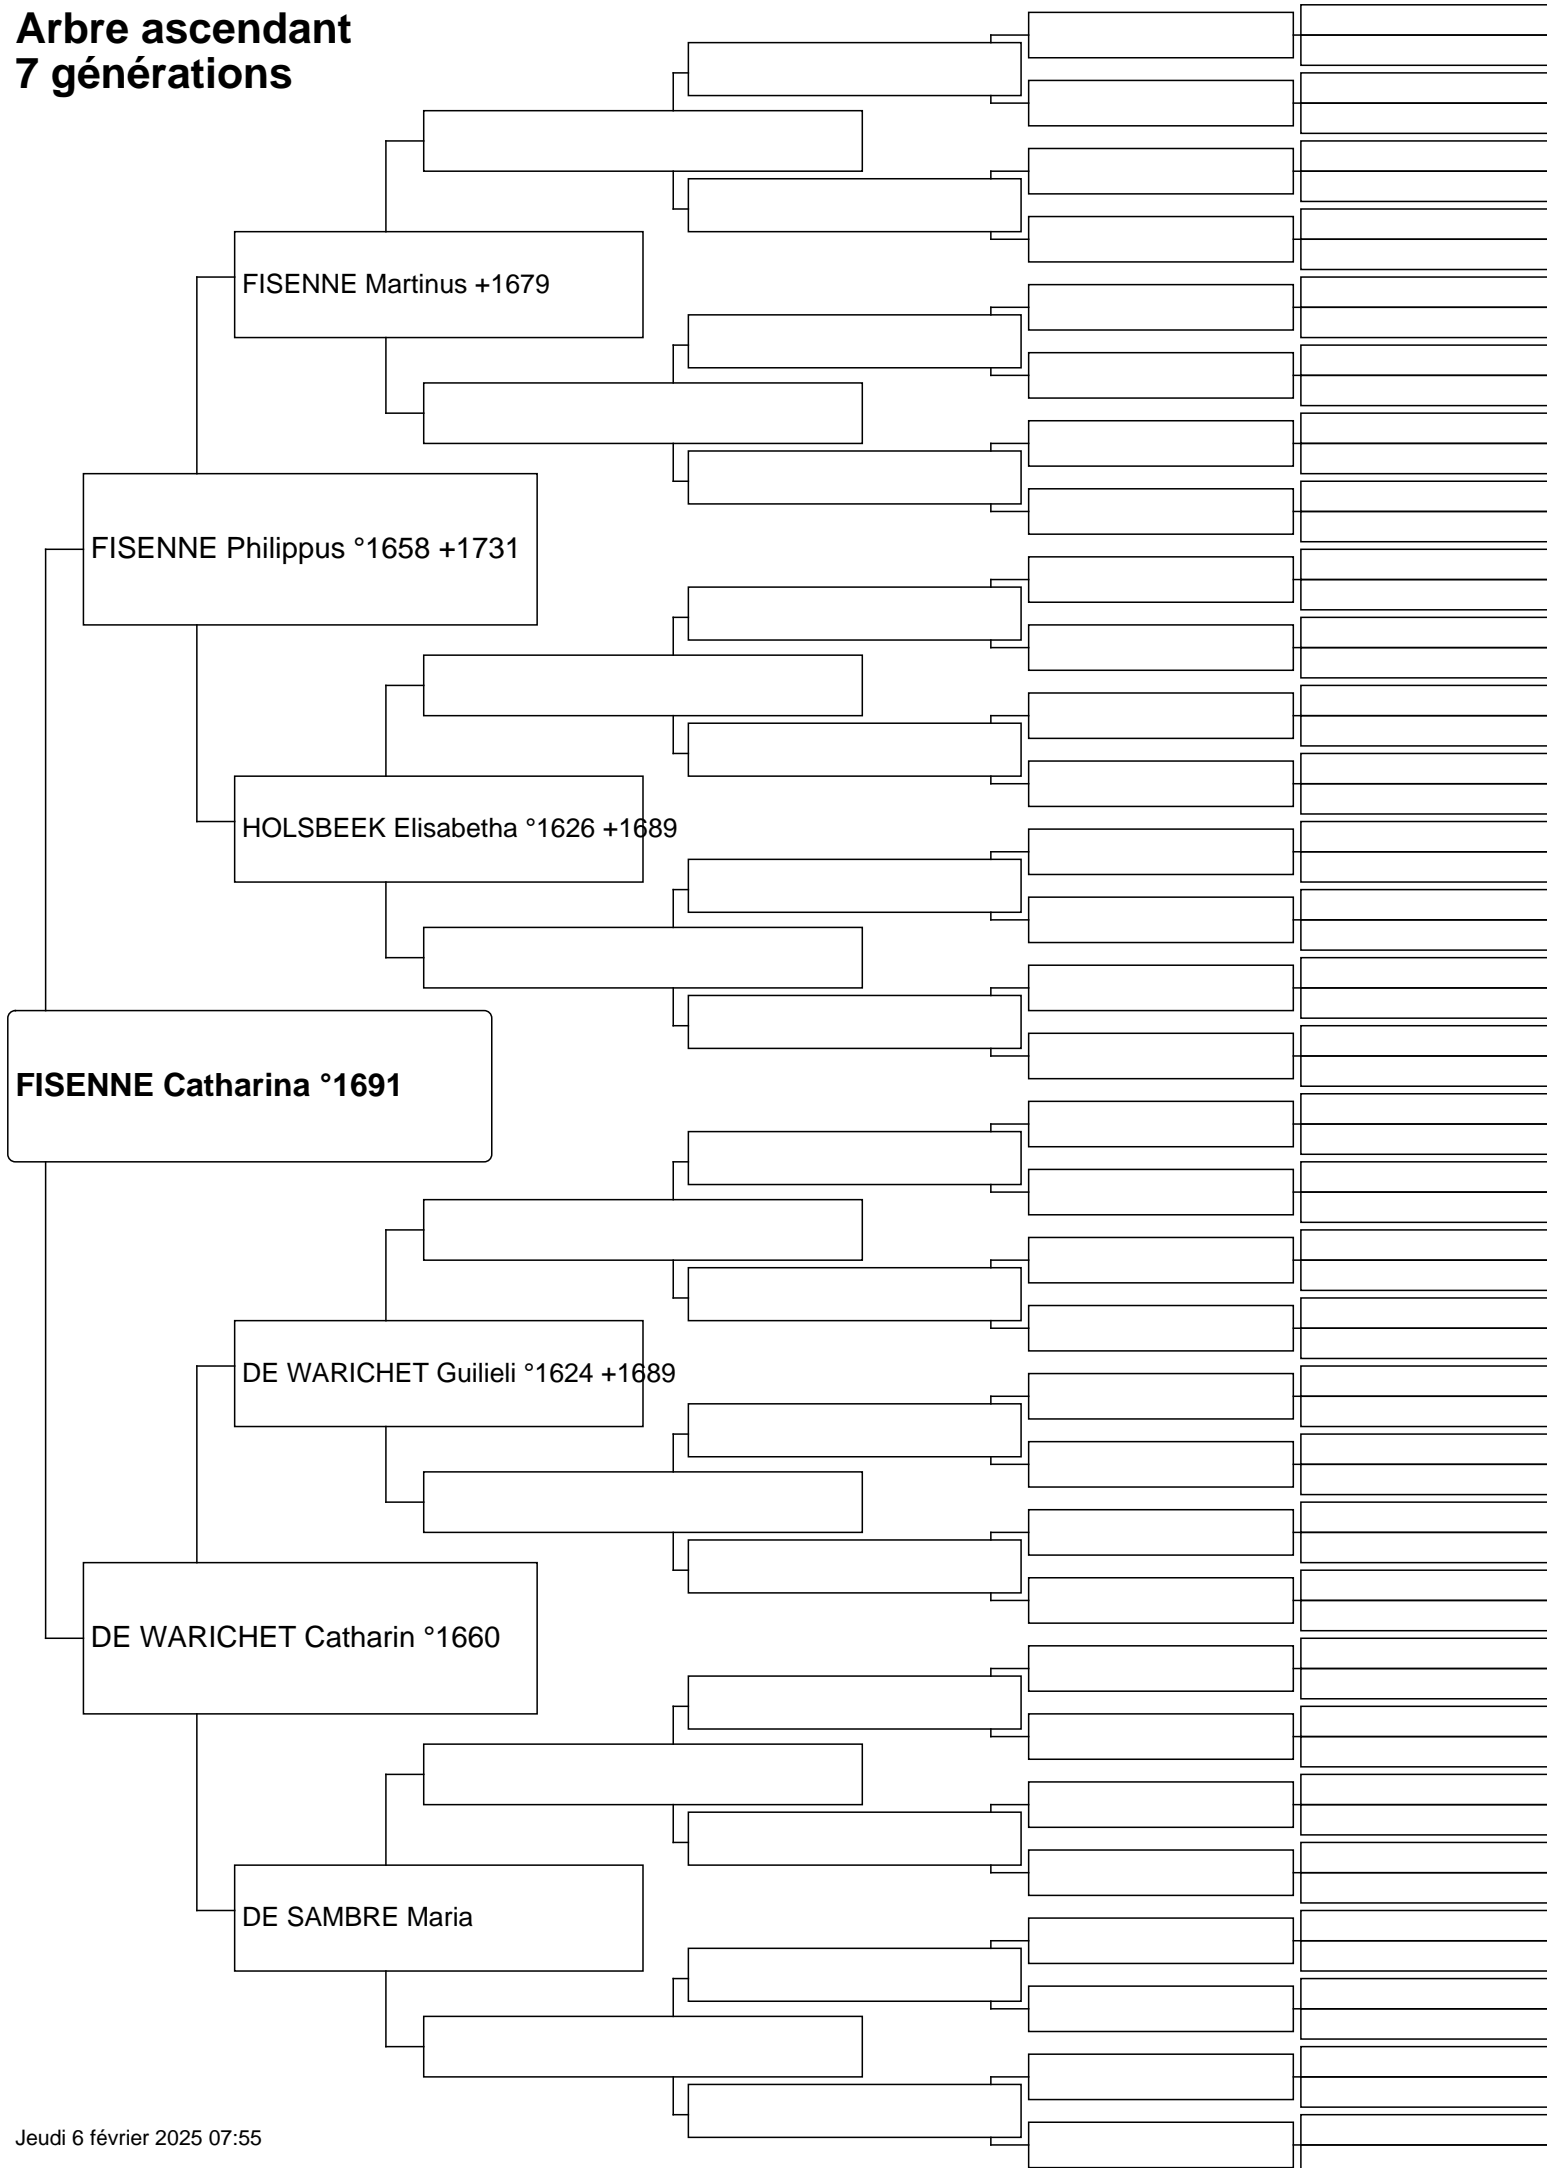 Arbre ascendant
7 générations
FISENNE Martinus +1679
FISENNE Philippus °1658 +1731
HOLSBEEK Elisabetha °1626 +1689
FISENNE Catharina °1691
DE WARICHET Guilieli °1624 +1689
DE WARICHET Catharin °1660
DE SAMBRE Maria
Jeudi 6 février 2025 07:55